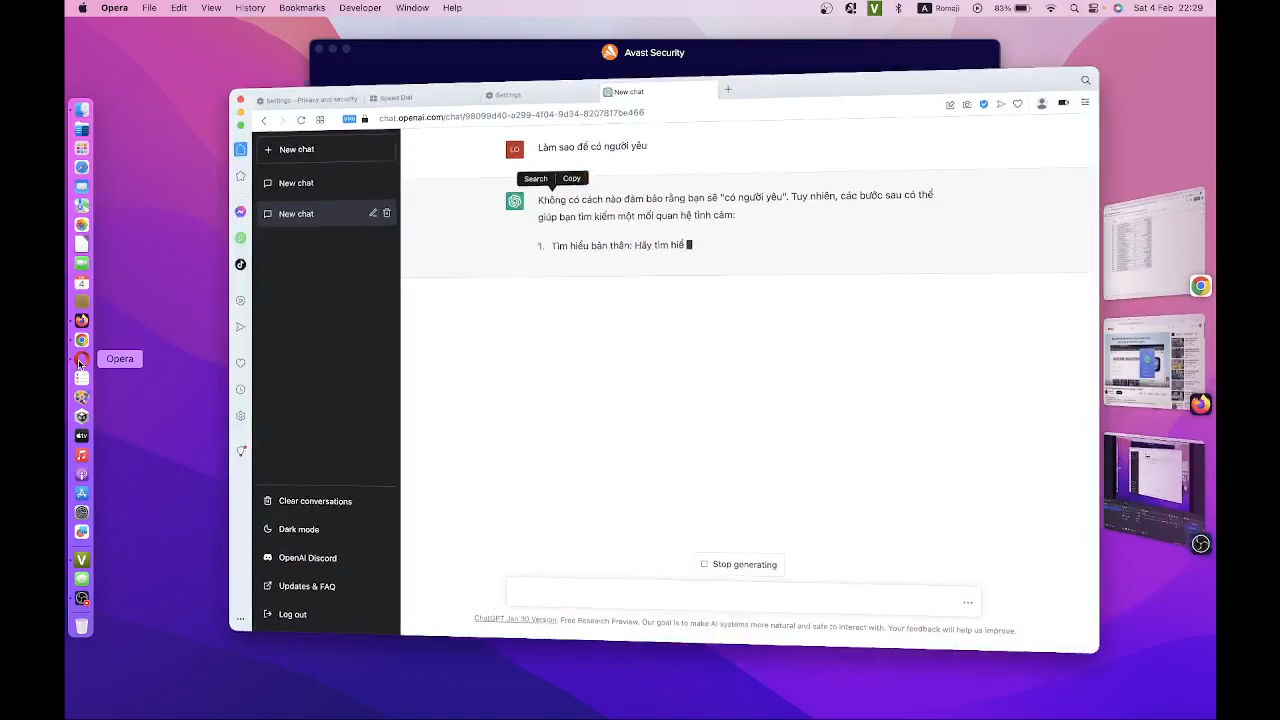 Opera File Edit View History Bookmarks Developer Window Help
V A Romaji 83% Sat 4 Feb 22:29
Avast Security
Settings - Privacy and security Speed Dial Settings New chat
VPN chat.openai.com/chat/98099d40-a299-4f04-9d34-8207817be466
New chat
New chat
New chat
LO Làm sao để có người yêu
Search Copy
Không có cách nào đảm bảo rằng bạn sẽ "có người yêu". Tuy nhiên, các bước sau có thể
giúp bạn tìm kiếm một mối quan hệ tình cảm:
1. Tìm hiểu bản thân: Hãy tìm hiể
4
Opera
tv
Clear conversations
Dark mode
OpenAI Discord
Updates & FAQ
Log out
V
Stop generating
ChatGPT Jan 30 Version. Free Research Preview. Our goal is to make AI systems more natural and safe to interact with. Your feedback will help us improve.